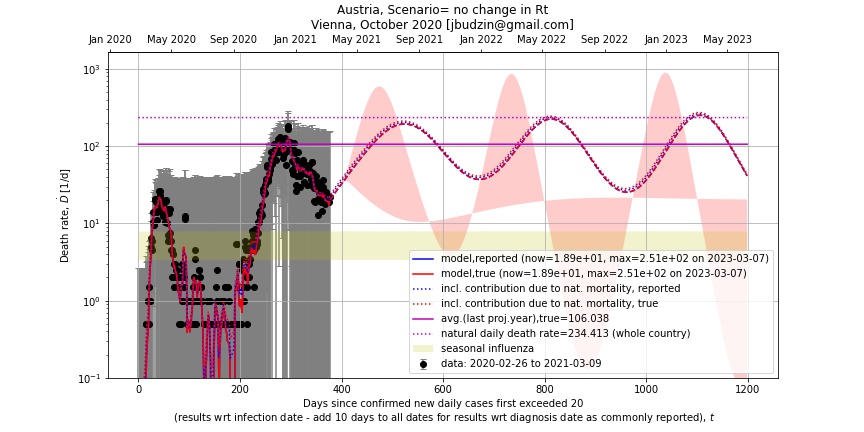 Austria, Scenario= no change in Rt
Vienna, October 2020 [jbudzin@gmail.com]
Jan 2020 May 2020 Sep 2020 Jan 2021 May 2021 Sep 2021 Jan 2022 May 2022 Sep 2022 Jan 2023 May 2023
10³
10²
10¹
10⁰
10⁻¹
Death rate, D [1/d]
model,reported (now=1.89e+01, max=2.51e+02 on 2023-03-07)
model,true (now=1.89e+01, max=2.51e+02 on 2023-03-07)
incl. contribution due to nat. mortality, reported
incl. contribution due to nat. mortality, true
avg.(last proj.year),true=106.038
natural daily death rate=234.413 (whole country)
seasonal influenza
data: 2020-02-26 to 2021-03-09
0 200 400 600 800 1000 1200
Days since confirmed new daily cases first exceeded 20
(results wrt infection date - add 10 days to all dates for results wrt diagnosis date as commonly reported), t